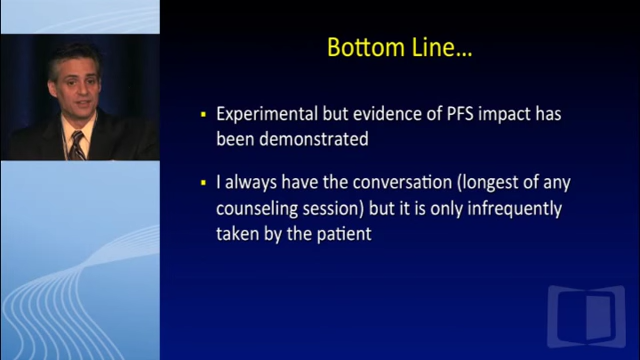 Bottom Line...
▪ Experimental but evidence of PFS impact has
been demonstrated
▪ I always have the conversation (longest of any
counseling session) but it is only infrequently
taken by the patient